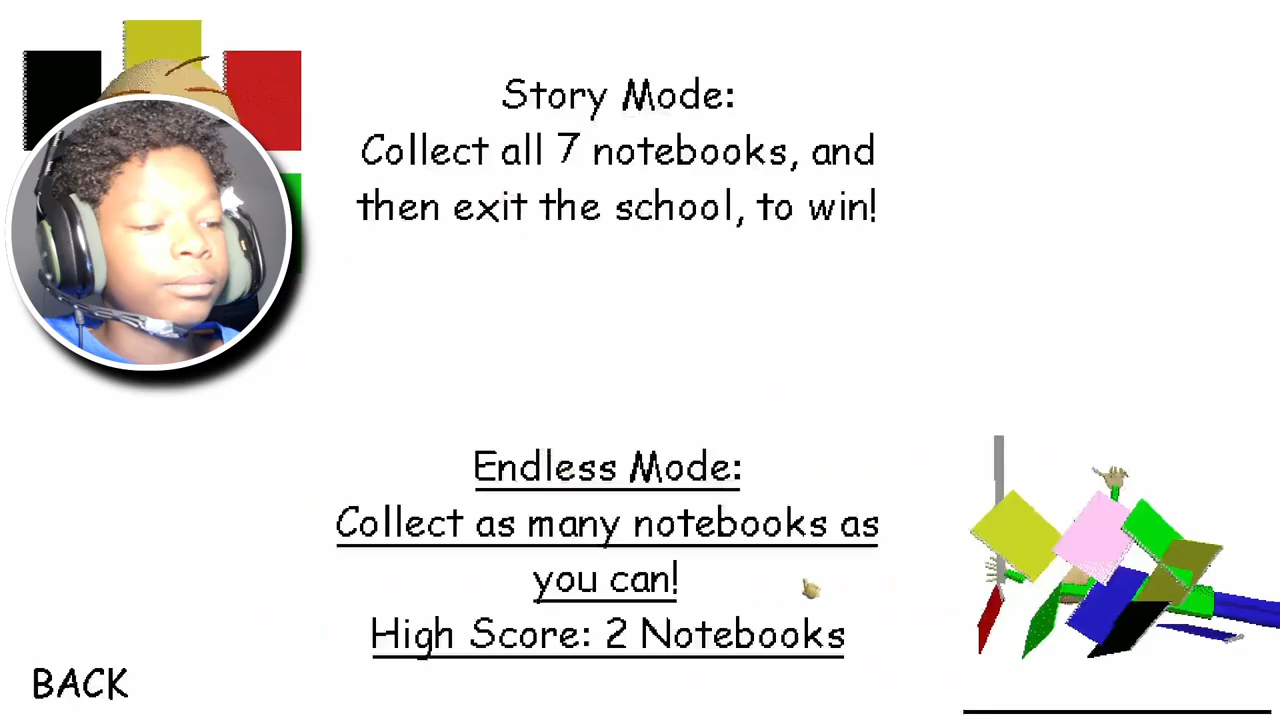 Story Mode:
Collect all 7 notebooks, and
then exit the school, to win!
Endless Mode:
Collect as many notebooks as
you can!
High Score: 2 Notebooks
BACK